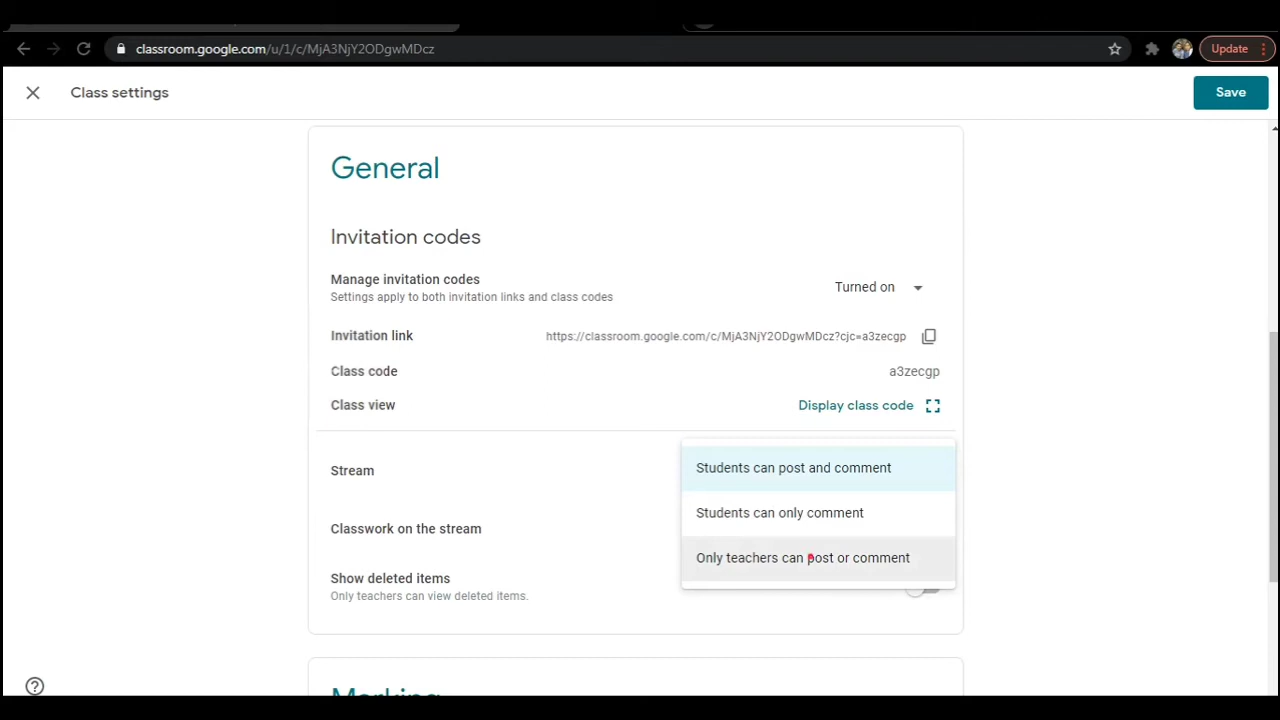 classroom.google.com/u/1/c/MjA3NjY2ODgwMDcz
Update
Class settings
Save
General
Invitation codes
Manage invitation codes
Turned on
Settings apply to both invitation links and class codes
Invitation link
https://classroom.google.com/c/MjA3NjY2ODgwMDcz?cjc=a3zecgp
Class code
a3zecgp
Class view
Display class code
Stream
Students can post and comment
Students can only comment
Classwork on the stream
Only teachers can post or comment
Show deleted items
Only teachers can view deleted items.
Marking